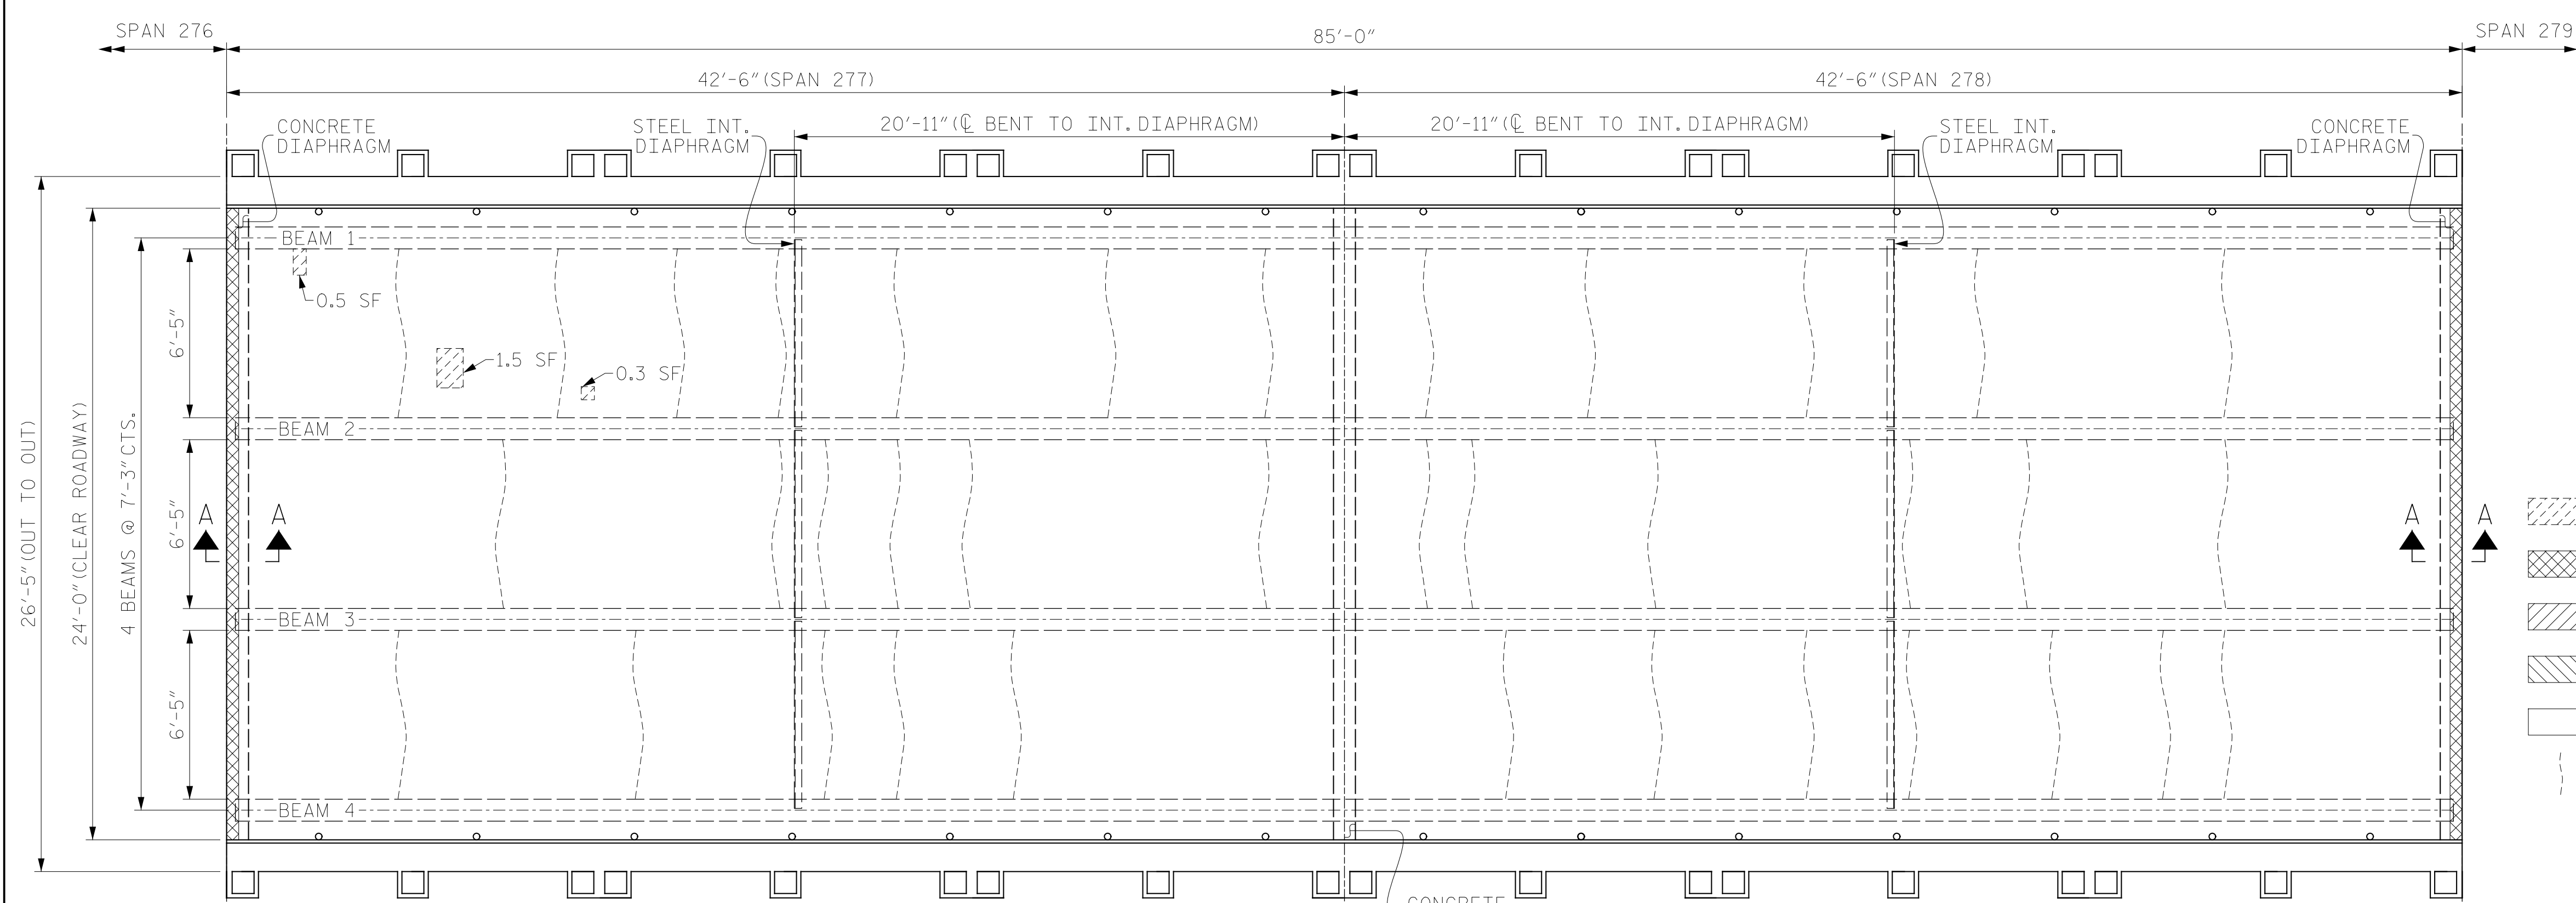 SPAN 276
85'-0"
SPAN 279
42'-6" (SPAN 277)
42'-6" (SPAN 278)
CONCRETE
DIAPHRAGM
STEEL INT.
DIAPHRAGM
20'-11" (℄ BENT TO INT. DIAPHRAGM)
20'-11" (℄ BENT TO INT. DIAPHRAGM)
STEEL INT.
DIAPHRAGM
CONCRETE
DIAPHRAGM
BEAM 1
0.5 SF
1.5 SF
0.3 SF
BEAM 2
BEAM 3
BEAM 4
26'-5" (OUT TO OUT)
24'-0" (CLEAR ROADWAY)
4 BEAMS @ 7'-3" CTS.
6'-5"
6'-5"
6'-5"
A
A
A
A
CONCRETE